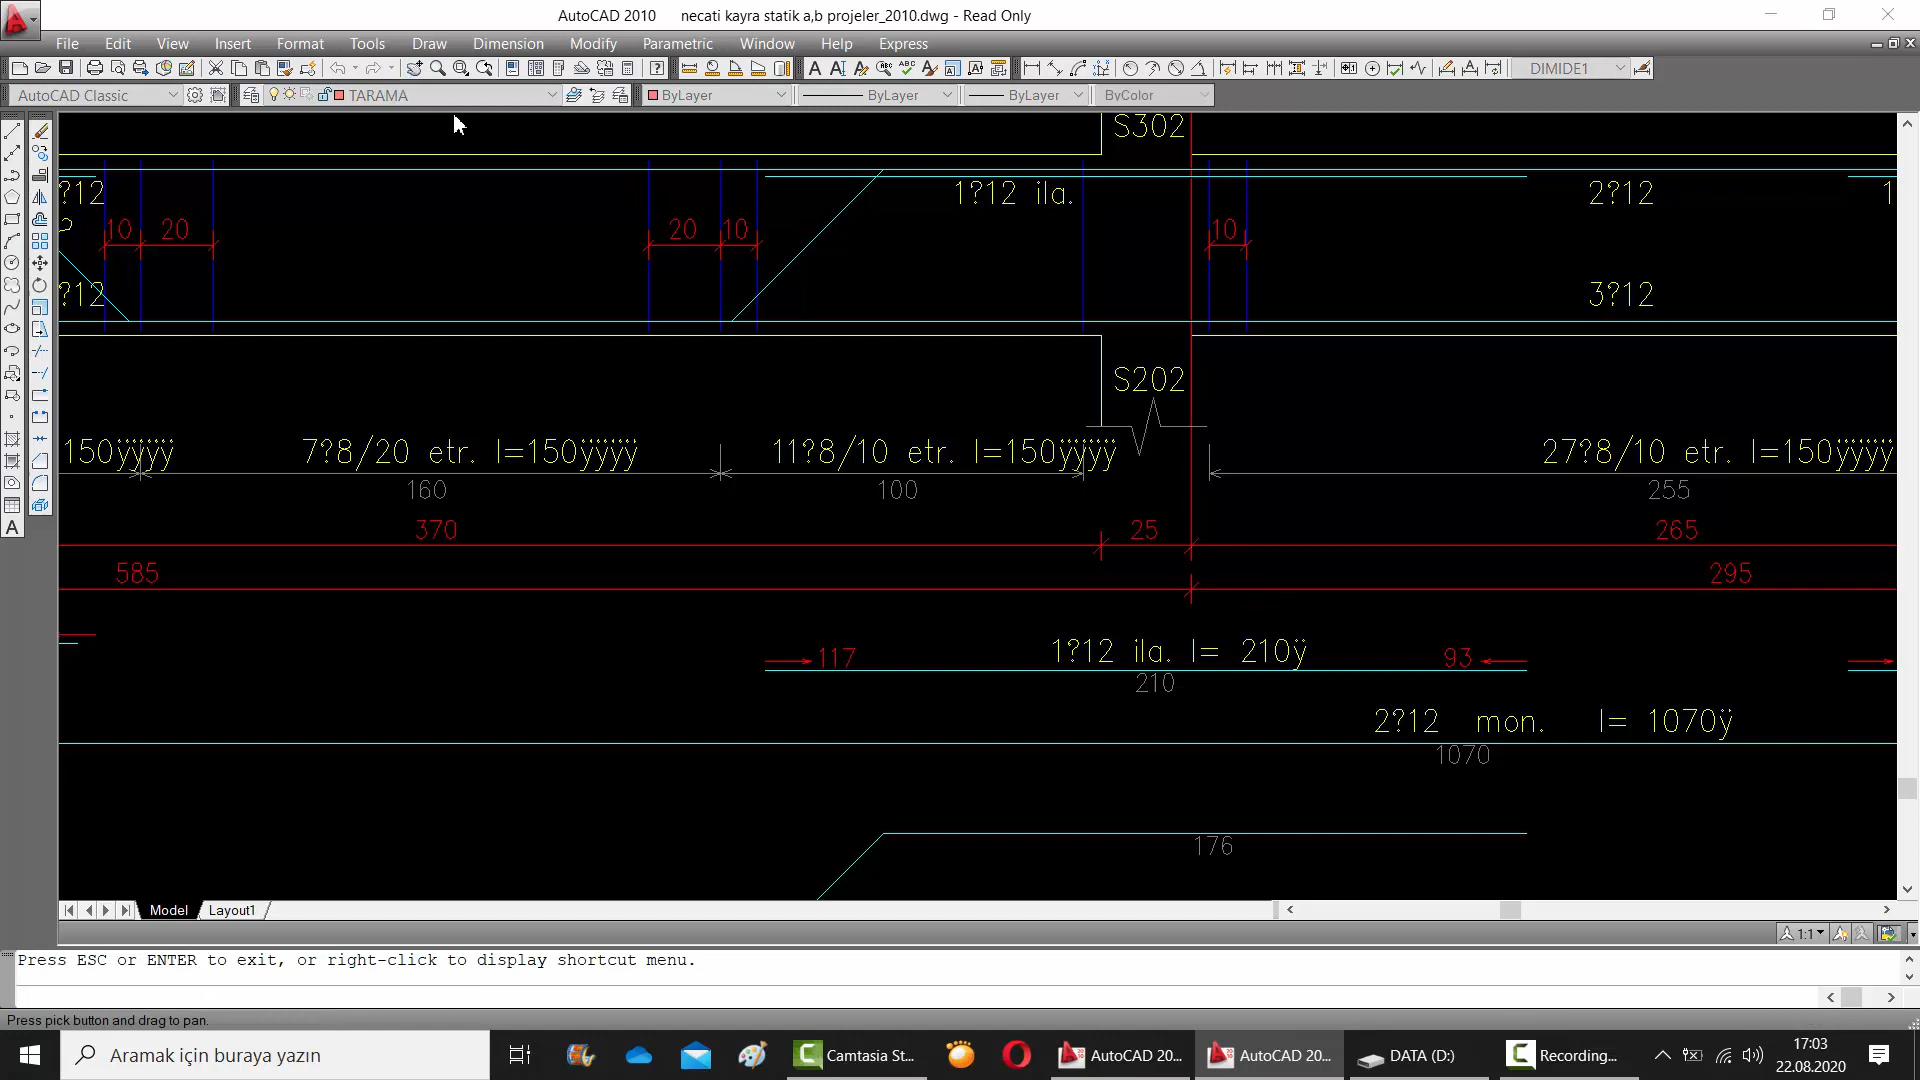 AutoCAD 2010 necati kayra statik a,b projeler_2010.dwg - Read Only
File Edit View Insert Format Tools Draw Dimension Modify Parametric Window Help Express
DIMIDE1
AutoCAD Classic TARAMA ByLayer ByLayer ByLayer ByColor
S302
?12 1?12 ila. 2?12 1
?
10 20 20 10 10
?12 3?12
S202
150ÿÿÿÿ 7?8/20 etr. l=150ÿÿÿÿ 11?8/10 etr. l=150ÿÿÿÿ 27?8/10 etr. l=150ÿÿÿÿ
160 100 255
370 25 265
585 295
117 1?12 ila. l= 210ÿ 93
210
2?12 mon. l= 1070ÿ
1070
176
Model Layout1
1:1
Press ESC or ENTER to exit, or right-click to display shortcut menu.
Press pick button and drag to pan.
Aramak için buraya yazın Camtasia St... AutoCAD 20... AutoCAD 20... DATA (D:) Recording... 17:03
22.08.2020